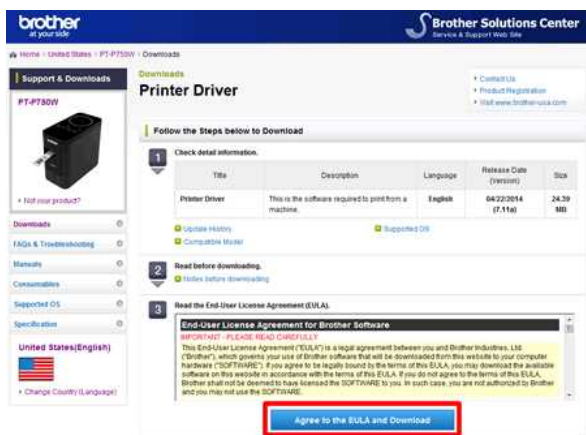 brother
at your side
Brother Solutions Center
Service & Support Web Site
Home > United States > PT-P750W > Downloads
Support & Downloads
PT-P750W
Not your product?
Downloads
FAQs & Troubleshooting
Manuals
Consumables
Supported OS
Specification
United States(English)
Change Country (Language)
Downloads
Printer Driver
Contact Us
Product Registration
Visit www.brother-usa.com
Follow the Steps below to Download
1
Check detail information.
Title Description Language Release Date (Version) Size
Printer Driver This is the software required to print from a machine. English 04/22/2014 (7.11a) 24.39 MB
Update History Supported OS
Compatible Model
2
Read before downloading.
Notes before downloading
3
Read the End-User License Agreement (EULA).
End-User License Agreement for Brother Software
IMPORTANT - PLEASE READ CAREFULLY
This End-User License Agreement ("EULA") is a legal agreement between you and Brother Industries, Ltd.
("Brother"), which governs your use of Brother software that will be downloaded from this website to your computer
hardware ("SOFTWARE"). If you agree to be legally bound by the terms of this EULA, you may download the available
software on this website in accordance with the terms of this EULA. If you do not agree to the terms of this EULA,
Brother shall not be deemed to have licensed the SOFTWARE to you. In such case, you are not authorized by Brother
and you may not use the SOFTWARE.
Agree to the EULA and Download